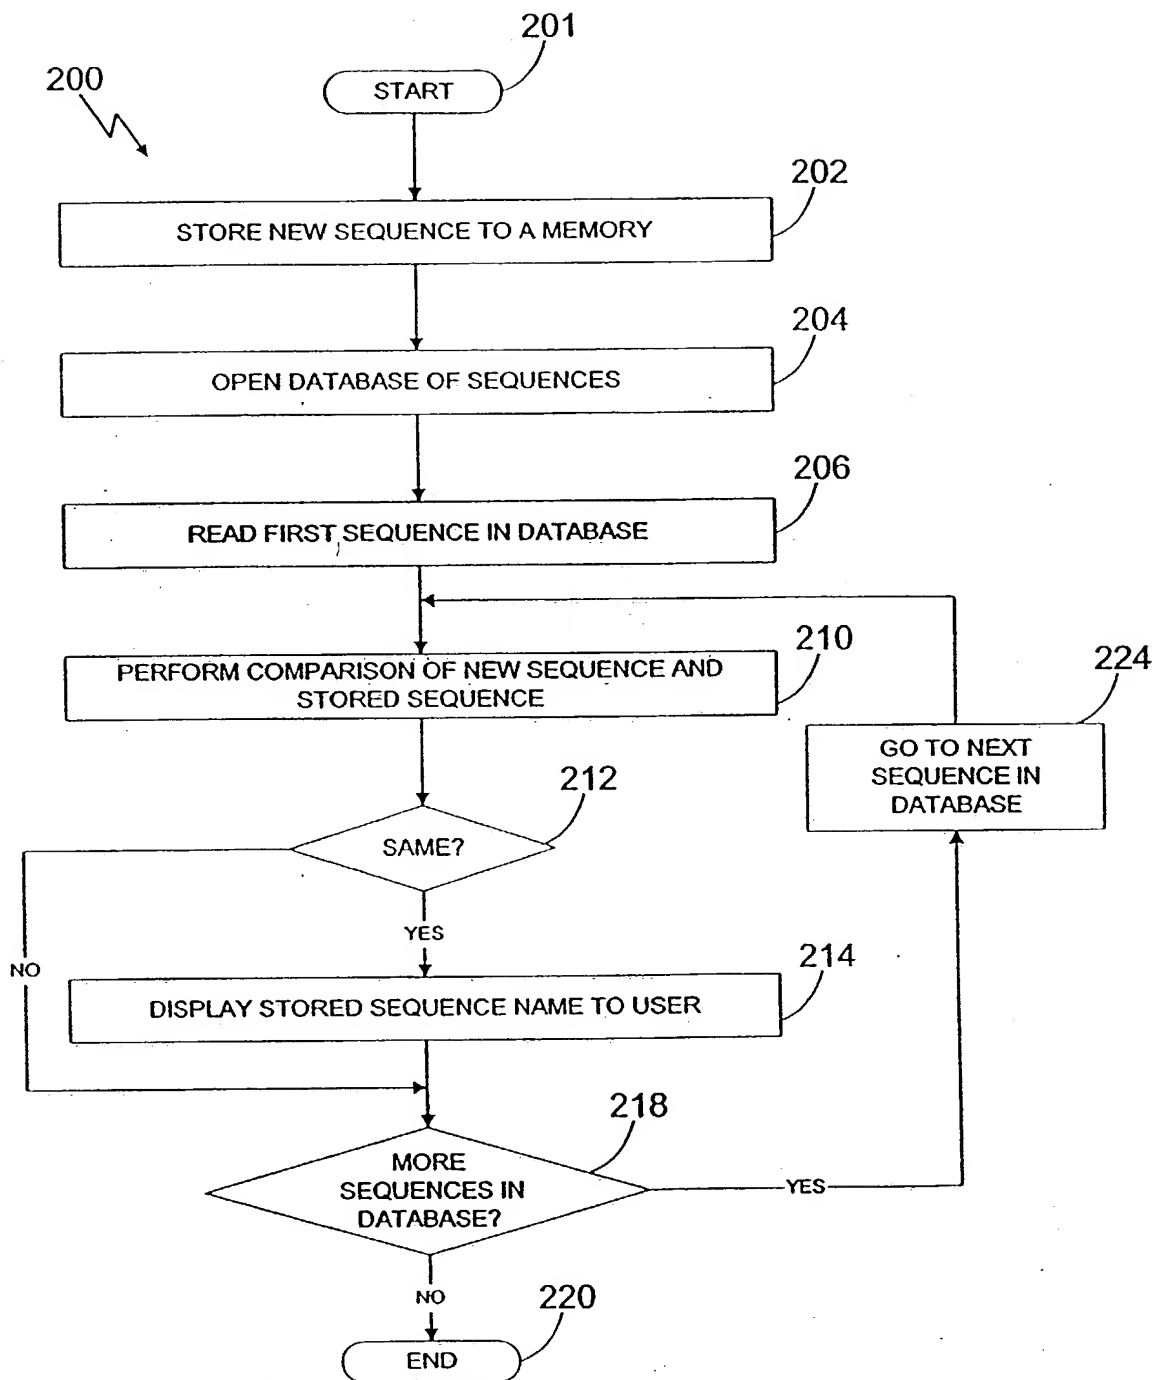 201
START
200
202
STORE NEW SEQUENCE TO A MEMORY
204
OPEN DATABASE OF SEQUENCES
206
READ FIRST SEQUENCE IN DATABASE
210
PERFORM COMPARISON OF NEW SEQUENCE AND
STORED SEQUENCE
224
GO TO NEXT
SEQUENCE IN
DATABASE
212
SAME?
YES
NO
214
DISPLAY STORED SEQUENCE NAME TO USER
218
MORE
SEQUENCES IN
DATABASE?
YES
NO
220
END